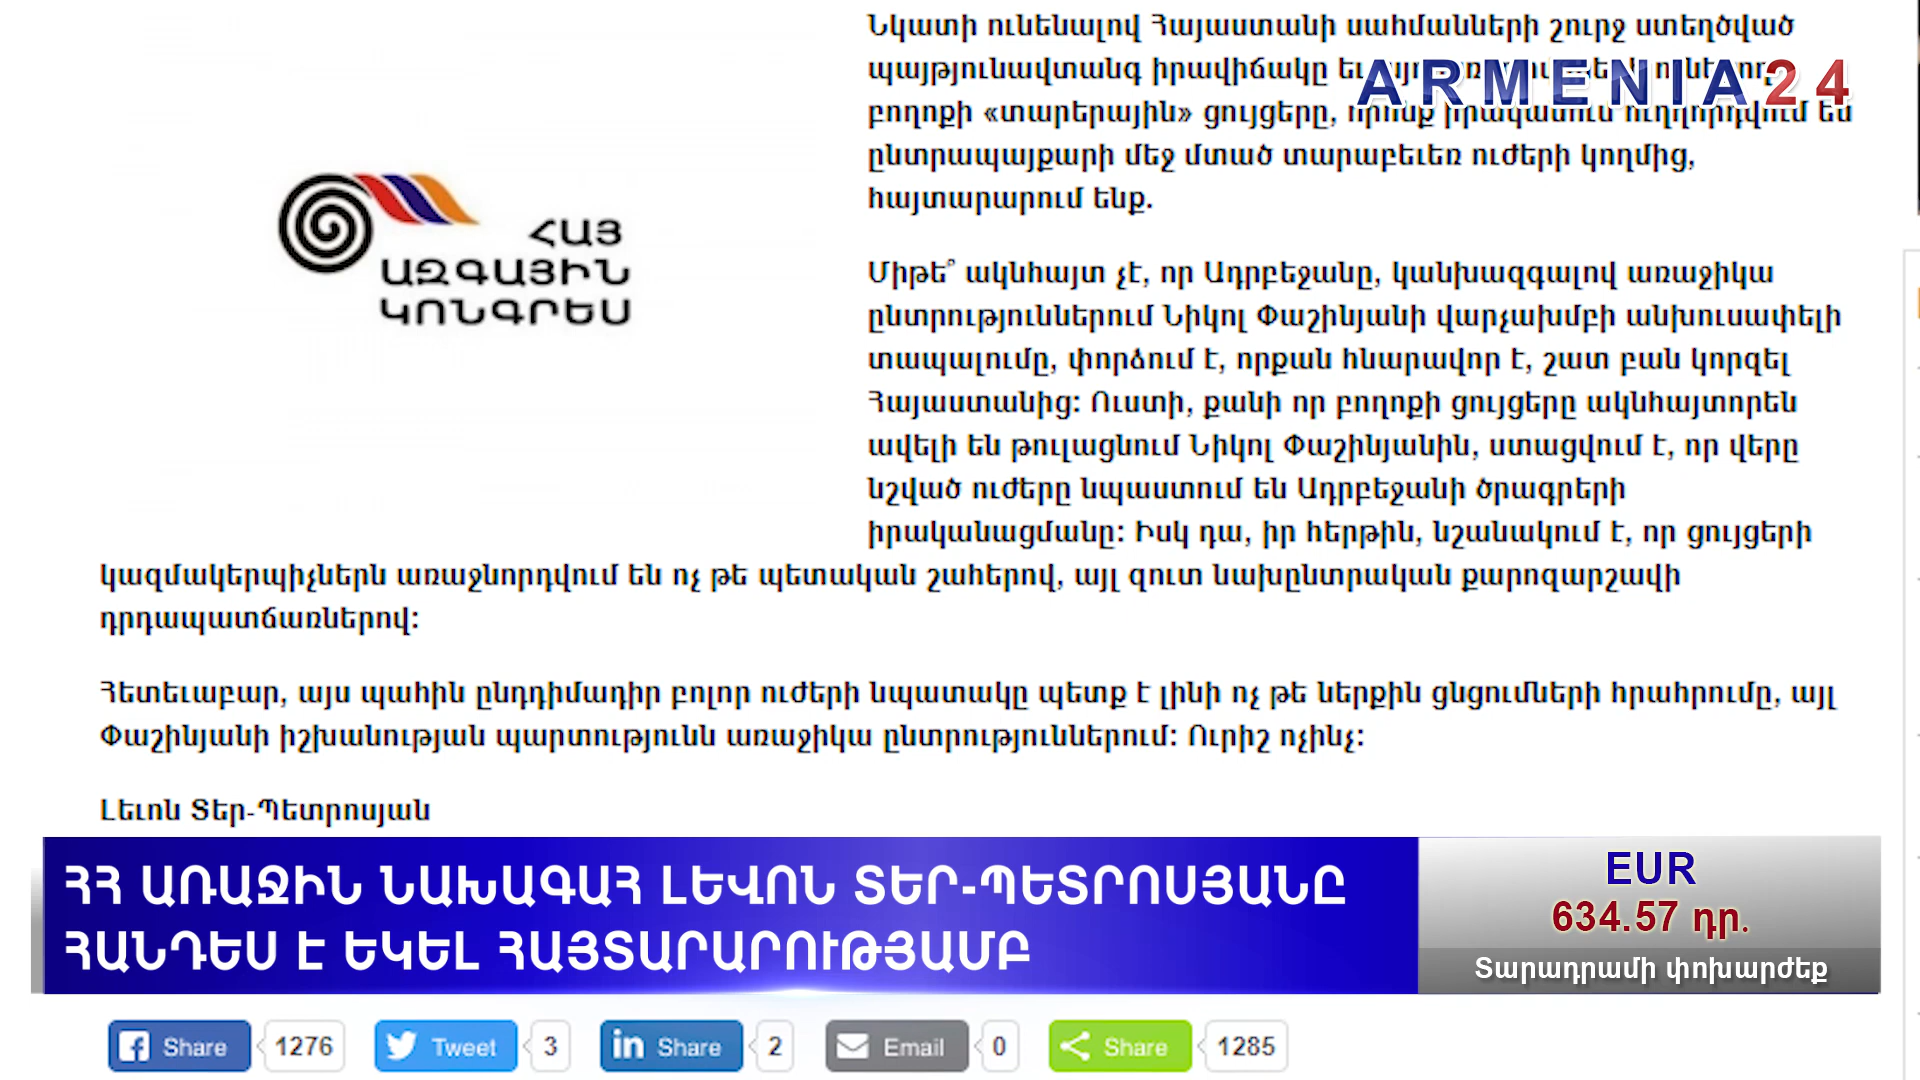 Նկատի ունենալով Հայաստանի սահմանների շուրջ ստեղծված
պայթյունավտանգ իրավիճակը եւ
ARMENIA24
բողոքի «տարերային» ցույցերը, որոնք իրականում ուղղորդվում են
ընտրապայքարի մեջ մտած տարաբեւեռ ուժերի կողմից,
հայտարարում ենք.
ՀԱՅ
ԱԶԳԱՅԻՆ
ԿՈՆԳՐԵՍ
Միթե՞ ակնհայտ չէ, որ Ադրբեջանը, կանխազգալով առաջիկա
ընտրություններում Նիկոլ Փաշինյանի վարչախմբի անխուսափելի
տապալումը, փորձում է, որքան հնարավոր է, շատ բան կորզել
Հայաստանից: Ուստի, քանի որ բողոքի ցույցերը ակնհայտորեն
ավելի են թուլացնում Նիկոլ Փաշինյանին, ստացվում է, որ վերը
նշված ուժերը նպաստում են Ադրբեջանի ծրագրերի
իրականացմանը: Իսկ դա, իր հերթին, նշանակում է, որ ցույցերի
կազմակերպիչներն առաջնորդվում են ոչ թե պետական շահերով, այլ զուտ նախընտրական քարոզարշավի
դրդապատճառներով:
Հետեւաբար, այս պահին ընդդիմադիր բոլոր ուժերի նպատակը պետք է լինի ոչ թե ներքին ցնցումների հրահրումը, այլ
Փաշինյանի իշխանության պարտությունն առաջիկա ընտրություններում: Ուրիշ ոչինչ:
Լեւոն Տեր-Պետրոսյան
ՀՀ ԱՌԱՋԻՆ ՆԱԽԱԳԱՀ ԼԵՎՈՆ ՏԵՐ-ՊԵՏՐՈՍՅԱՆԸ
ՀԱՆԴԵՍ Է ԵԿԵԼ ՀԱՅՏԱՐԱՐՈՒԹՅԱՄԲ
EUR
634.57 դր.
Տարադրամի փոխարժեք
Share 1276 Tweet 3 Share 2 Email 0 Share 1285